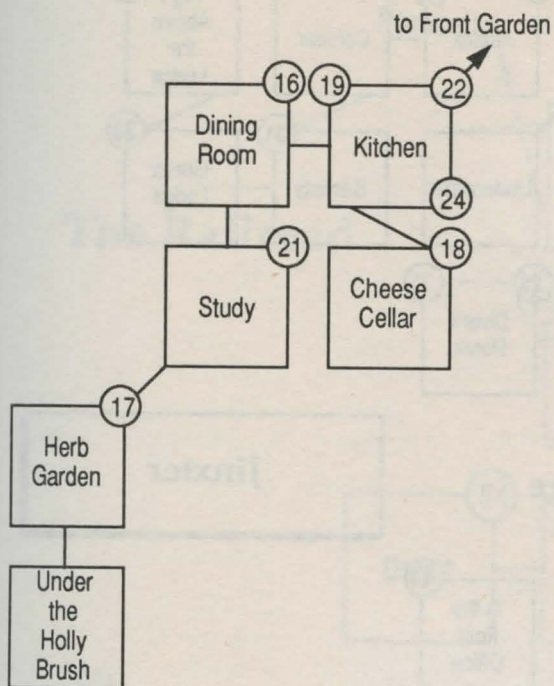 to Front Garden
16
19
22
Dining
Room
Kitchen
24
21
18
Study
Cheese
Cellar
17
Herb
Garden
Jinxter
Under
the
Holly
Brush